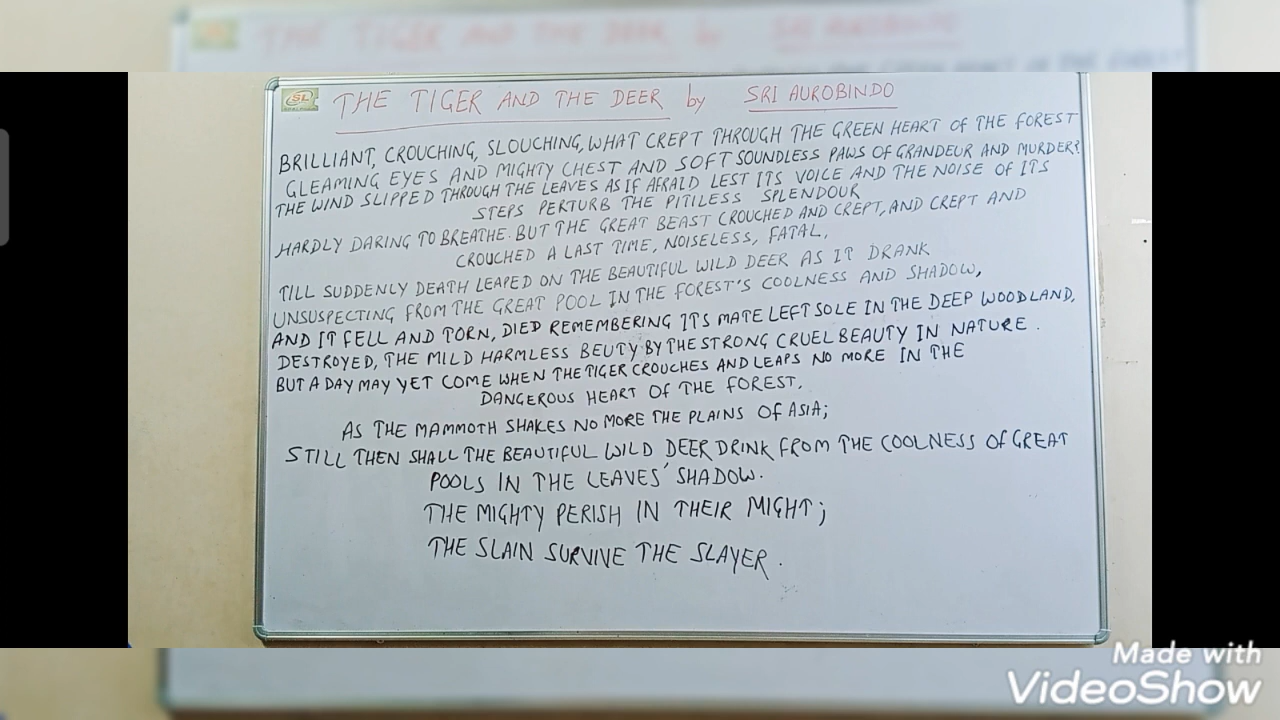 THE TIGER AND THE DEER by SRI AUROBINDO
SL
BRILLIANT, CROUCHING, SLOUCHING, WHAT CREPT THROUGH THE GREEN HEART OF THE FOREST
GLEAMING EYES AND MIGHTY CHEST AND SOFT SOUNDLESS PAWS OF GRANDEUR AND MURDER?
THE WIND SLIPPED THROUGH THE LEAVES AS IF AFRAID LEST ITS VOICE AND THE NOISE OF ITS
STEPS PERTURB THE PITILESS SPLENDOUR
HARDLY DARING TO BREATHE. BUT THE GREAT BEAST CROUCHED AND CREPT, AND CREPT AND
CROUCHED A LAST TIME, NOISELESS, FATAL,
TILL SUDDENLY DEATH LEAPED ON THE BEAUTIFUL WILD DEER AS IT DRANK
UNSUSPECTING FROM THE GREAT POOL IN THE FOREST'S COOLNESS AND SHADOW,
AND IT FELL AND TORN, DIED REMEMBERING ITS MATE LEFT SOLE IN THE DEEP WOODLAND,
DESTROYED, THE MILD HARMLESS BEUTY BY THE STRONG CRUEL BEAUTY IN NATURE.
BUT A DAY MAY YET COME WHEN THE TIGER CROUCHES AND LEAPS NO MORE IN THE
DANGEROUS HEART OF THE FOREST,
AS THE MAMMOTH SHAKES NO MORE THE PLAINS OF ASIA;
STILL THEN SHALL THE BEAUTIFUL WILD DEER DRINK FROM THE COOLNESS OF GREAT
POOLS IN THE LEAVES' SHADOW.
THE MIGHTY PERISH IN THEIR MIGHT;
THE SLAIN SURVIVE THE SLAYER.
Made with
VideoShow